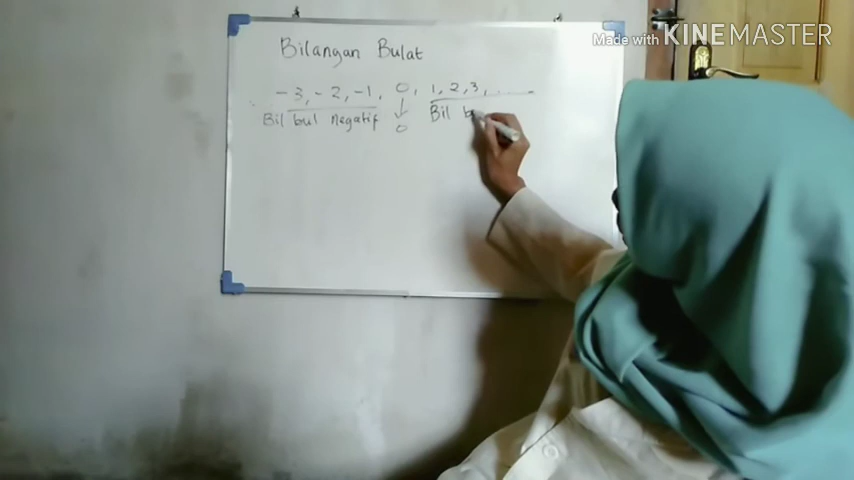 Made with KINEMASTER
Bilangan Bulat
-3, -2, -1, 0, 1, 2, 3, .....
Bil bul negatif 0 Bil b